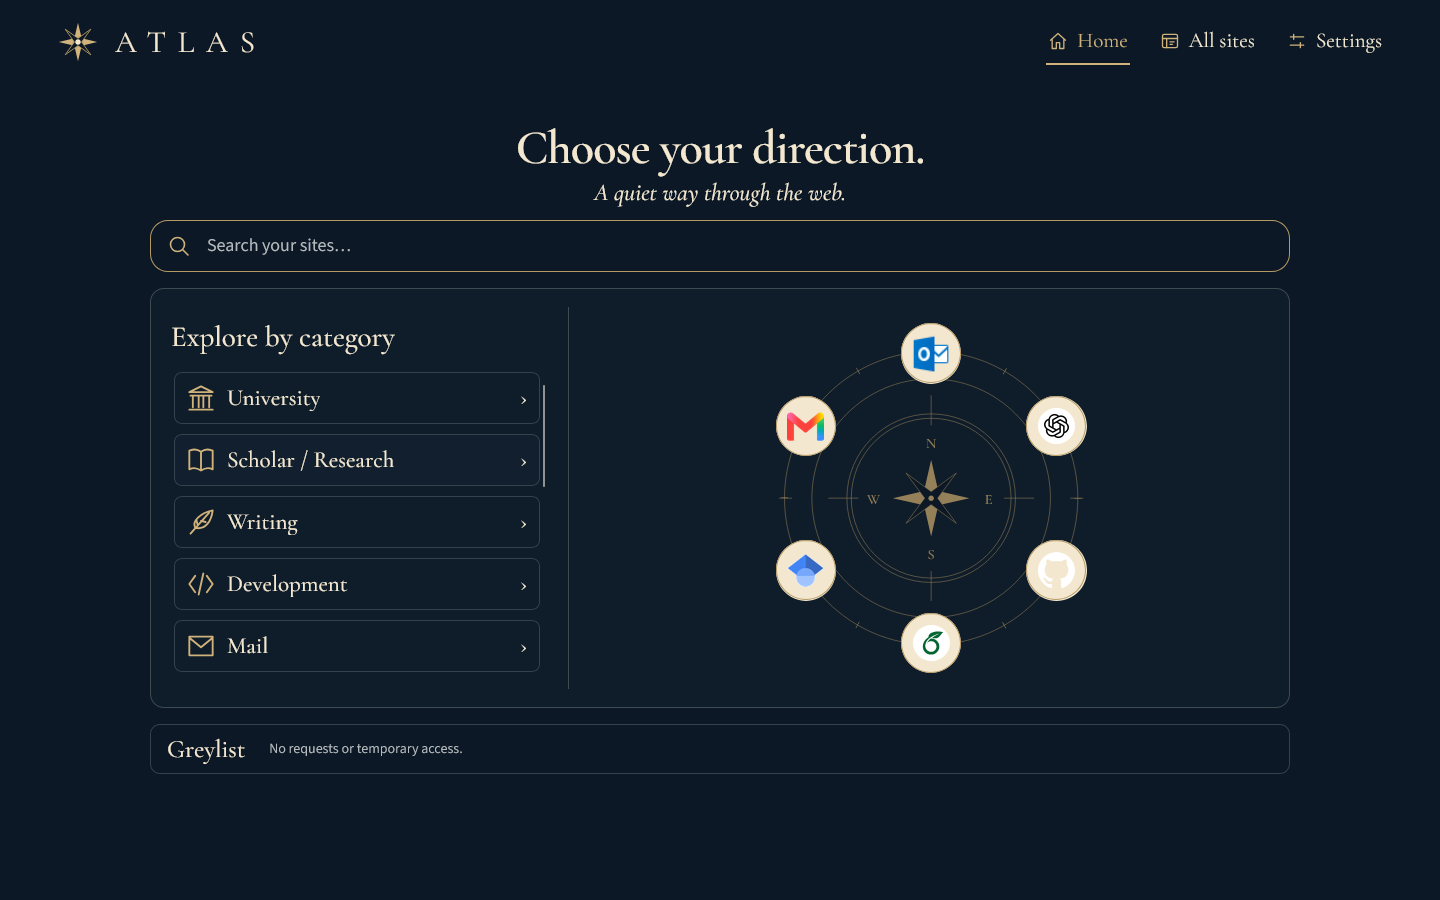 ATLAS
Home
All sites
Settings
Choose your direction.
A quiet way through the web.
Search your sites...
Explore by category
University
Scholar / Research
Writing
Development
Mail
N
W
E
S
Greylist
No requests or temporary access.